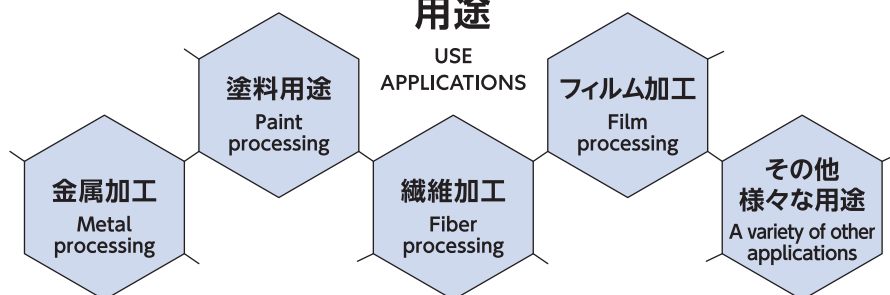 用途
USE
APPLICATIONS
金属加工
Metal
processing
塗料用途
Paint
processing
繊維加工
Fiber
processing
フィルム加工
Film
processing
その他
様々な用途
A variety of other
applications